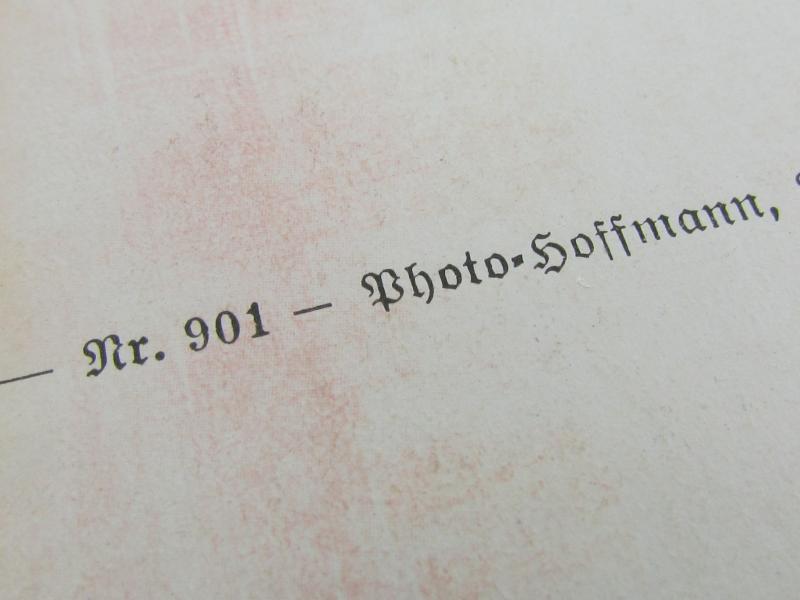 — Nr. 901 — Photo-Hoffmann,